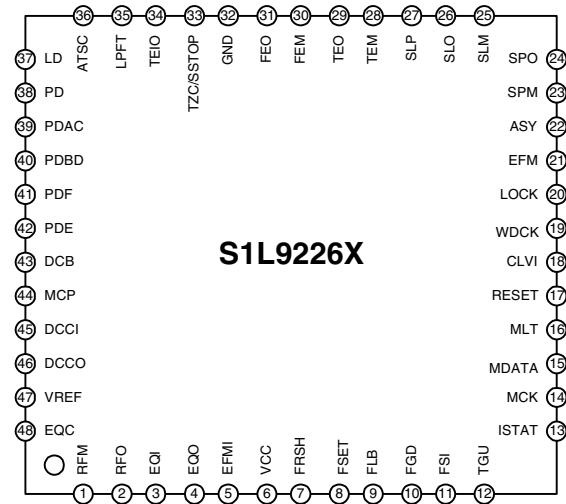 36 35 34 33 32 31 30 29 28 27 26 25
ATSC LPFT TEIO TZC/SSTOP GND FEO FEM TEO TEM SLP SLO SLM
37 LD SPO 24
38 PD SPM 23
39 PDAC ASY 22
40 PDBD EFM 21
41 PDF LOCK 20
42 PDE WDCK 19
43 DCB S1L9226X CLVI 18
44 MCP RESET 17
45 DCCI MLT 16
46 DCCO MDATA 15
47 VREF MCK 14
48 EQC ISTAT 13
RFM RFO EQI EQO EFMI VCC FRSH FSET FLB FGD FSI TGU
1 2 3 4 5 6 7 8 9 10 11 12